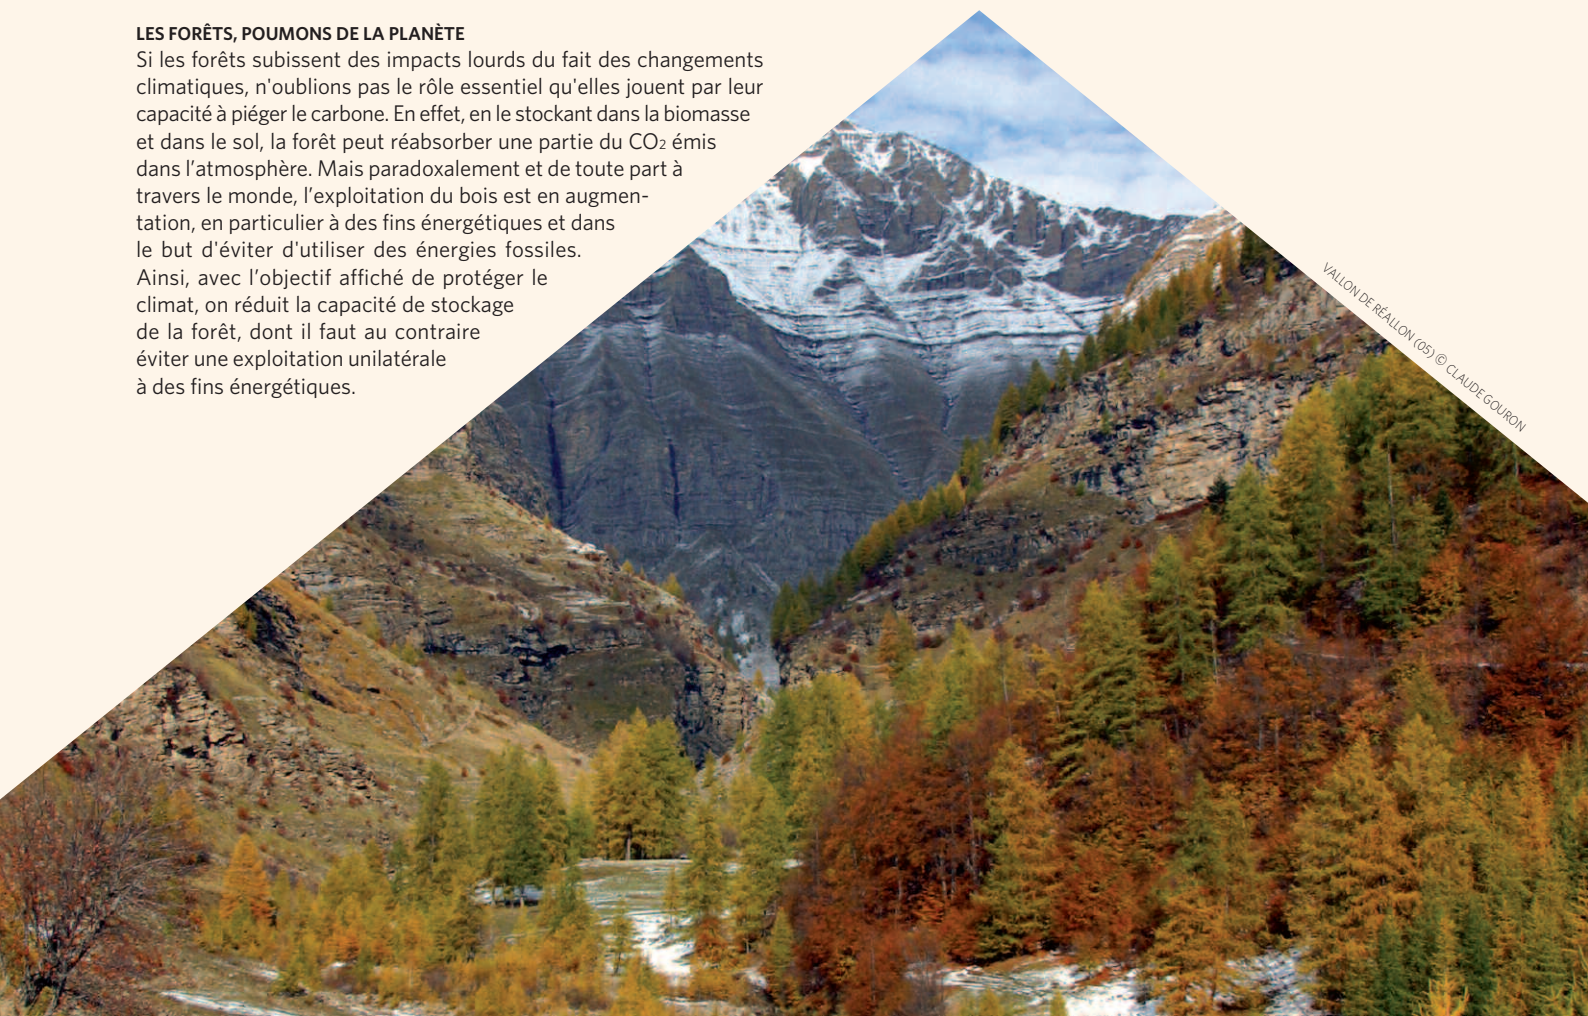 LES FORÊTS, POUMONS DE LA PLANÈTE
Si les forêts subissent des impacts lourds du fait des changements
climatiques, n'oublions pas le rôle essentiel qu'elles jouent par leur
capacité à piéger le carbone. En effet, en le stockant dans la biomasse
et dans le sol, la forêt peut réabsorber une partie du CO₂ émis
dans l’atmosphère. Mais paradoxalement et de toute part à
travers le monde, l’exploitation du bois est en augmen-
tation, en particulier à des fins énergétiques et dans
le but d'éviter d'utiliser des énergies fossiles.
Ainsi, avec l’objectif affiché de protéger le
climat, on réduit la capacité de stockage
de la forêt, dont il faut au contraire
éviter une exploitation unilatérale
à des fins énergétiques.
VALLON DE RÉALLON (05) © CLAUDE GOURON